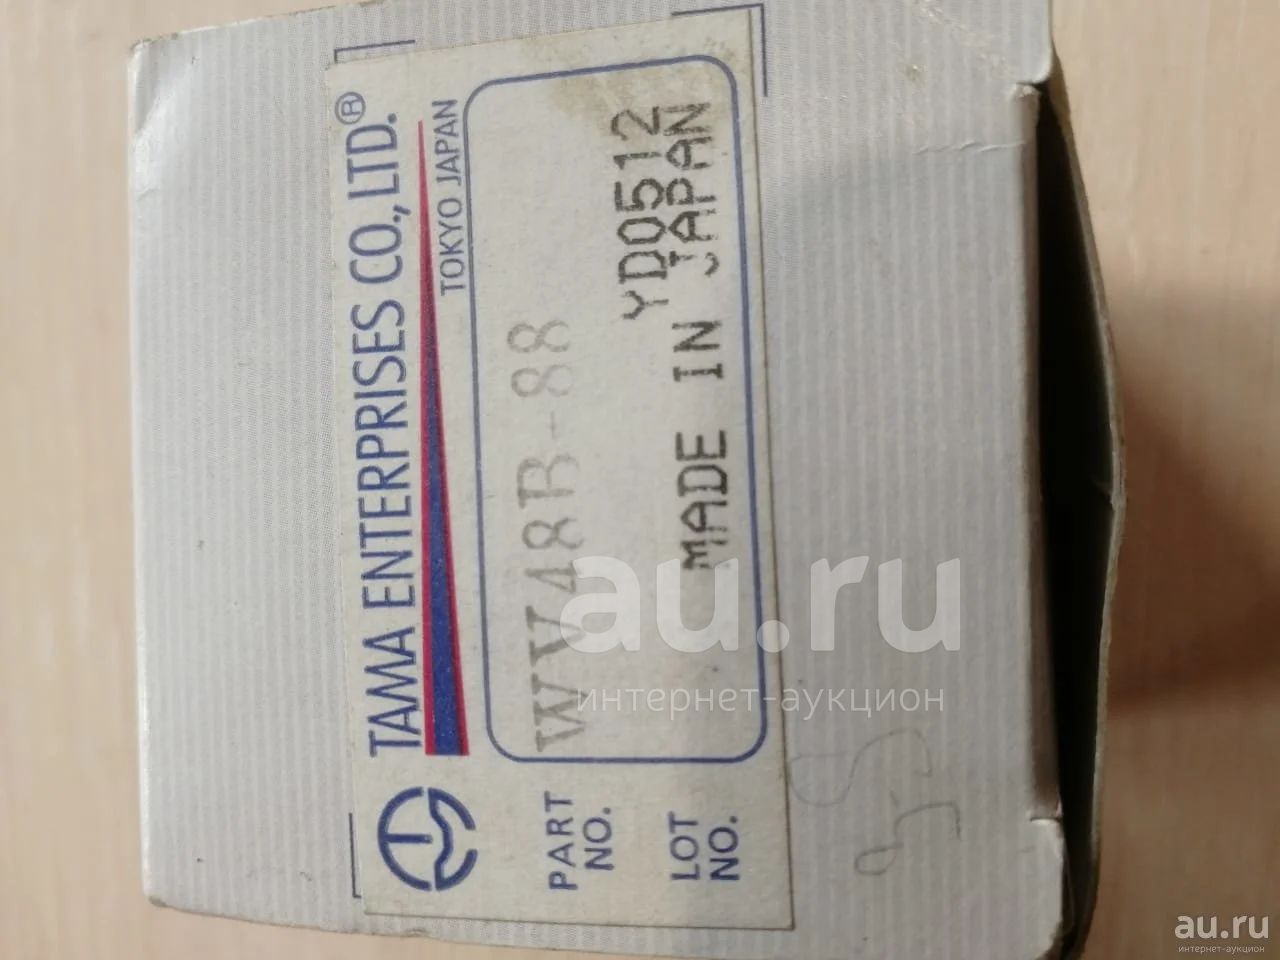 TAMA ENTERPRISES CO., LTD.®
TOKYO JAPAN
PART NO. WV48B-88
YD0512
LOT NO. MADE IN JAPAN
au.ru
интернет-аукцион
au.ru
интернет-аукцион